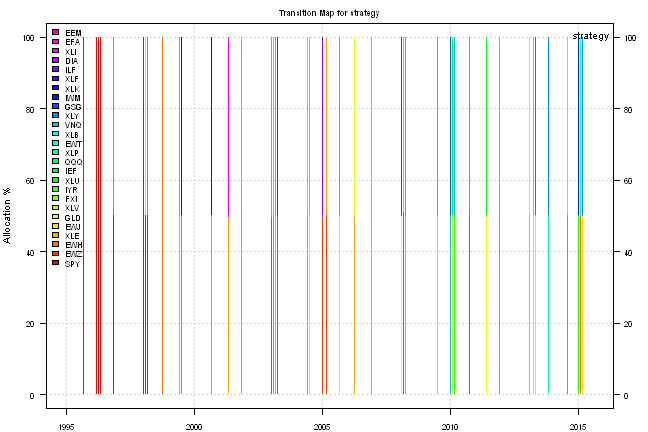 Transition Map for strategy
strategy
100
80
60
40
20
0
Allocation %
EEM
EFA
XLI
DIA
ILF
XLF
XLK
IWM
GSG
XLY
VNQ
XLB
EWT
XLP
QQQ
IEF
XLU
IYR
FXI
XLV
GLD
EWJ
XLE
EWH
EWZ
SPY
100
80
60
40
20
0
1995
2000
2005
2010
2015